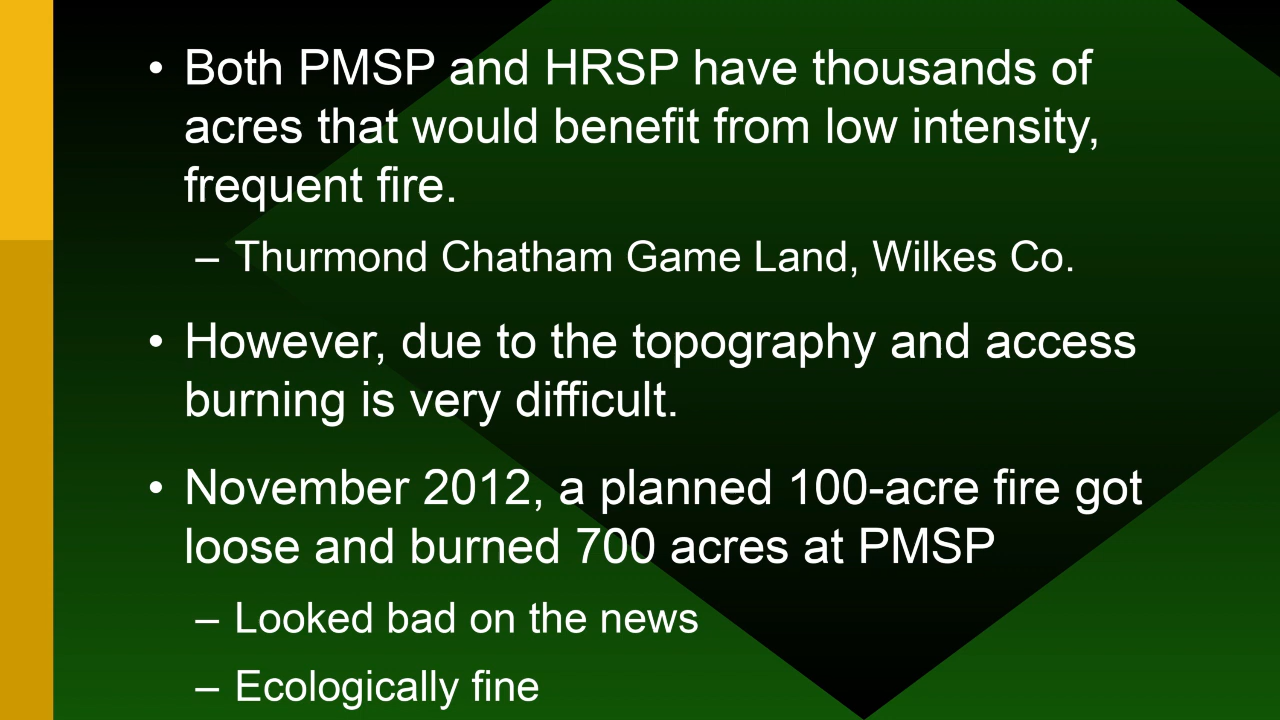 • Both PMSP and HRSP have thousands of
acres that would benefit from low intensity,
frequent fire.
– Thurmond Chatham Game Land, Wilkes Co.
• However, due to the topography and access
burning is very difficult.
• November 2012, a planned 100-acre fire got
loose and burned 700 acres at PMSP
– Looked bad on the news
– Ecologically fine